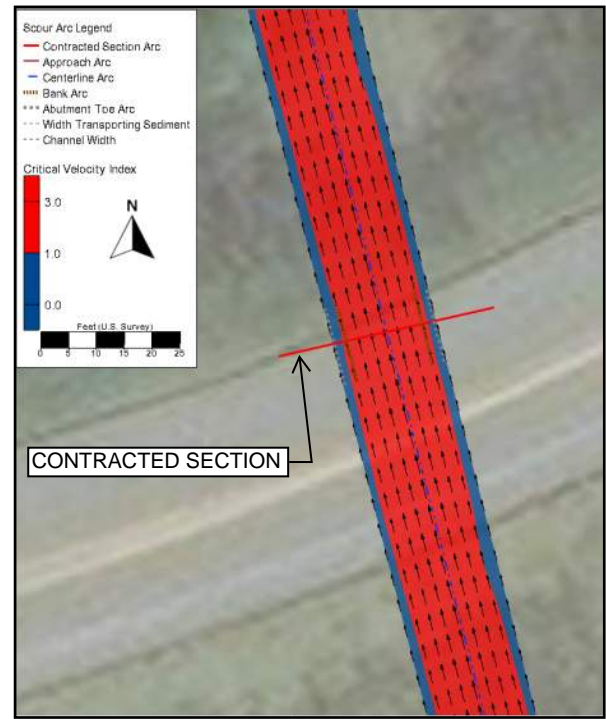 Scour Arc Legend
Contracted Section Arc
Approach Arc
Centerline Arc
Bank Arc
Abutment Toe Arc
Width Transporting Sediment
Channel Width
Critical Velocity Index
3.0
1.0
0.0
N
Feet (U.S. Survey)
0 5 10 15 20 25
CONTRACTED SECTION